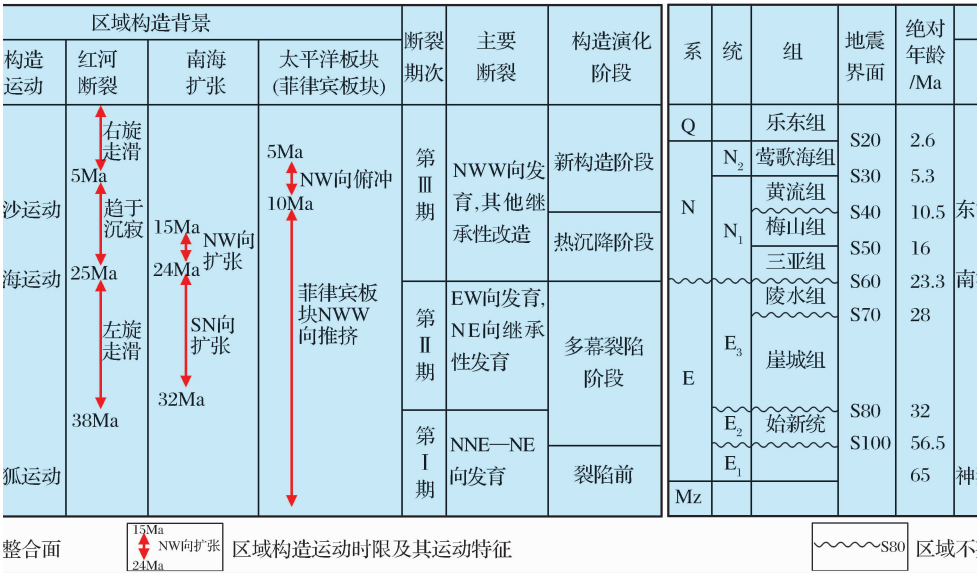 区域构造背景
构造
运动
红河
断裂
南海
扩张
太平洋板块
(菲律宾板块)
断裂
期次
主要
断裂
构造演化
阶段
右旋
走滑
5Ma
趋于
沉寂
25Ma
左旋
走滑
38Ma
沙运动
海运动
狐运动
15Ma
NW向
扩张
24Ma
SN向
扩张
32Ma
5Ma
NW向俯冲
10Ma
菲律宾板
块NWW
向推挤
第
Ⅲ
期
NWW向发
育,其他继
承性改造
新构造阶段
热沉降阶段
第
Ⅱ
期
EW向发育,
NE向继承
性发育
多幕裂陷
阶段
第
Ⅰ
期
NNE—NE
向发育
裂陷前
系
统
组
地震
界面
绝对
年龄
/Ma
Q
乐东组
S20
2.6
N
N₂
莺歌海组
S30
5.3
N₁
黄流组
S40
10.5
梅山组
S50
16
三亚组
S60
23.3
E
E₃
陵水组
S70
28
崖城组
S80
32
E₂
始新统
S100
56.5
E₁
65
Mz
东
南
神
整合面
15Ma
NW向扩张
24Ma
区域构造运动时限及其运动特征
S80
区域不